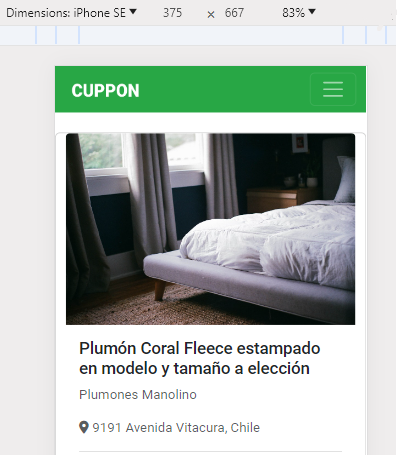 Dimensions: iPhone SE ▼ 375 × 667 83% ▼
CUPPON
Plumón Coral Fleece estampado
en modelo y tamaño a elección
Plumones Manolino
9191 Avenida Vitacura, Chile